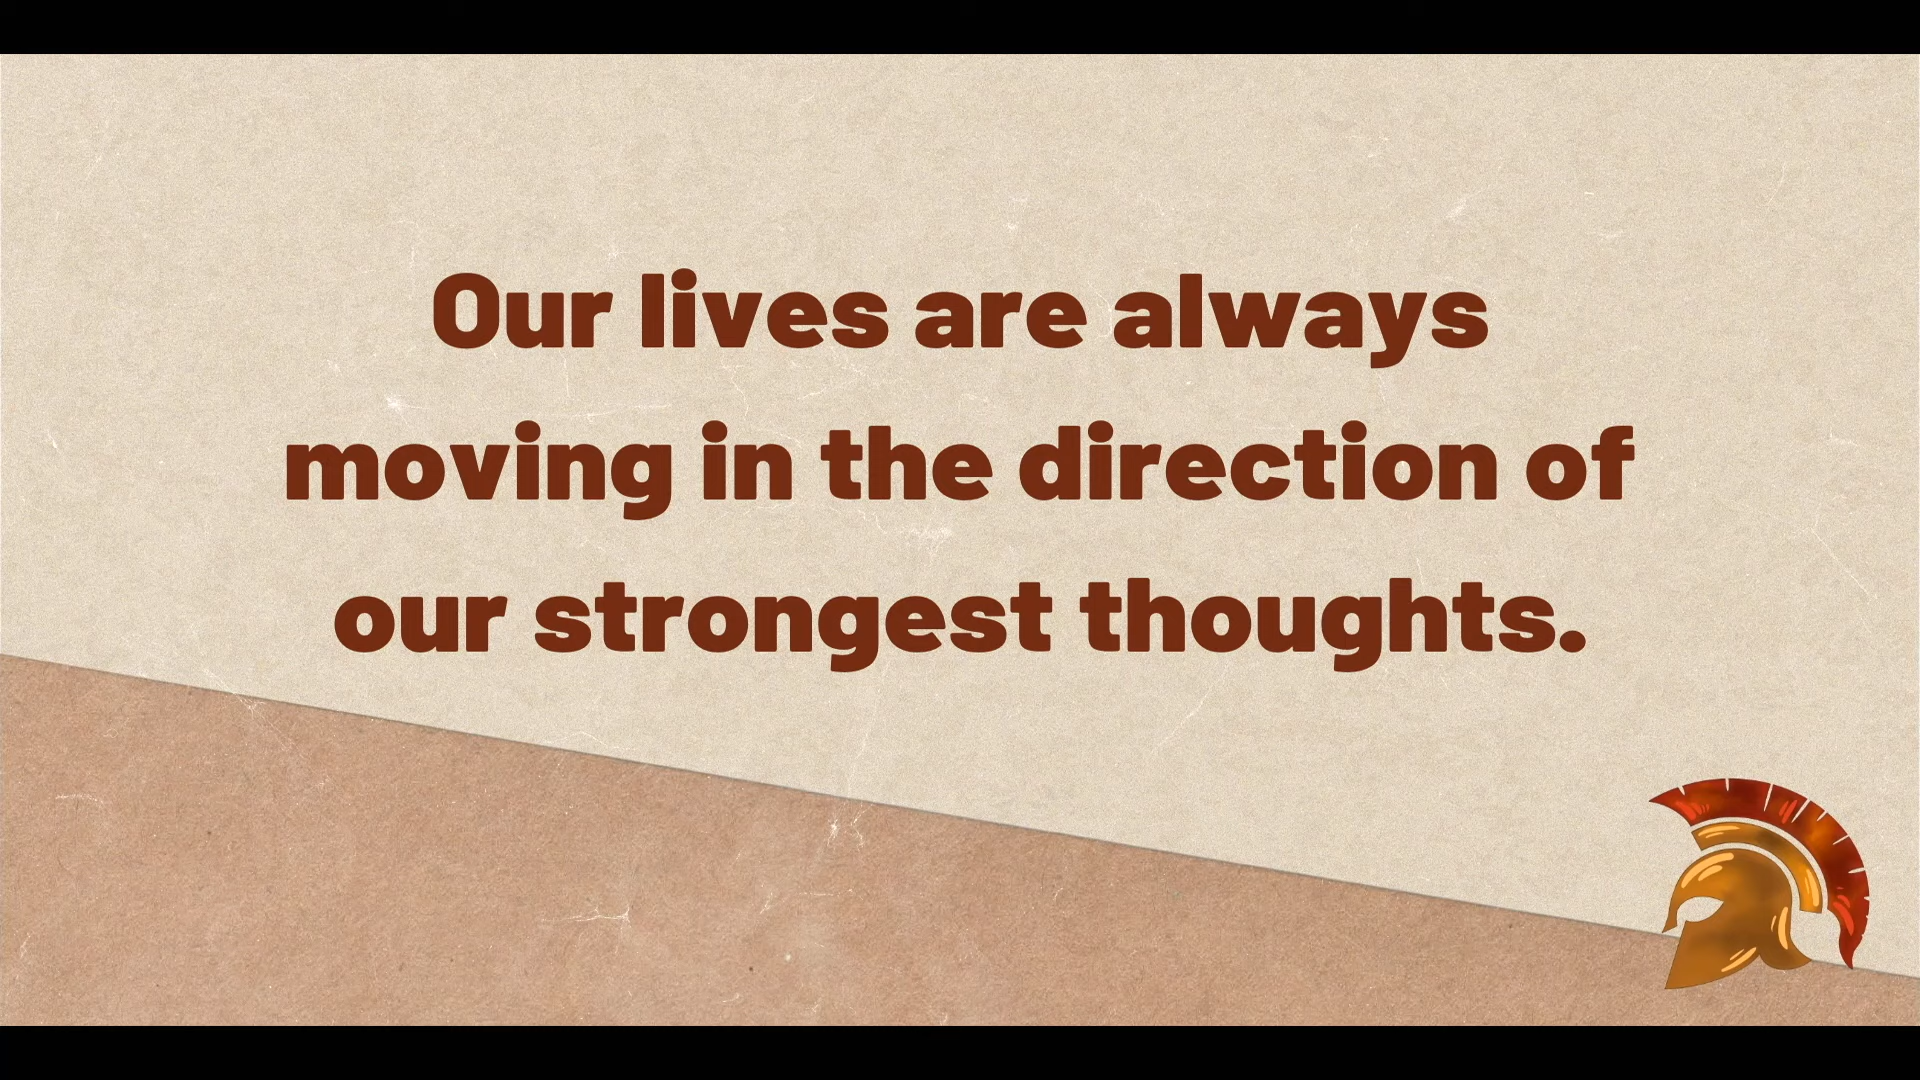 Our lives are always
moving in the direction of
our strongest thoughts.